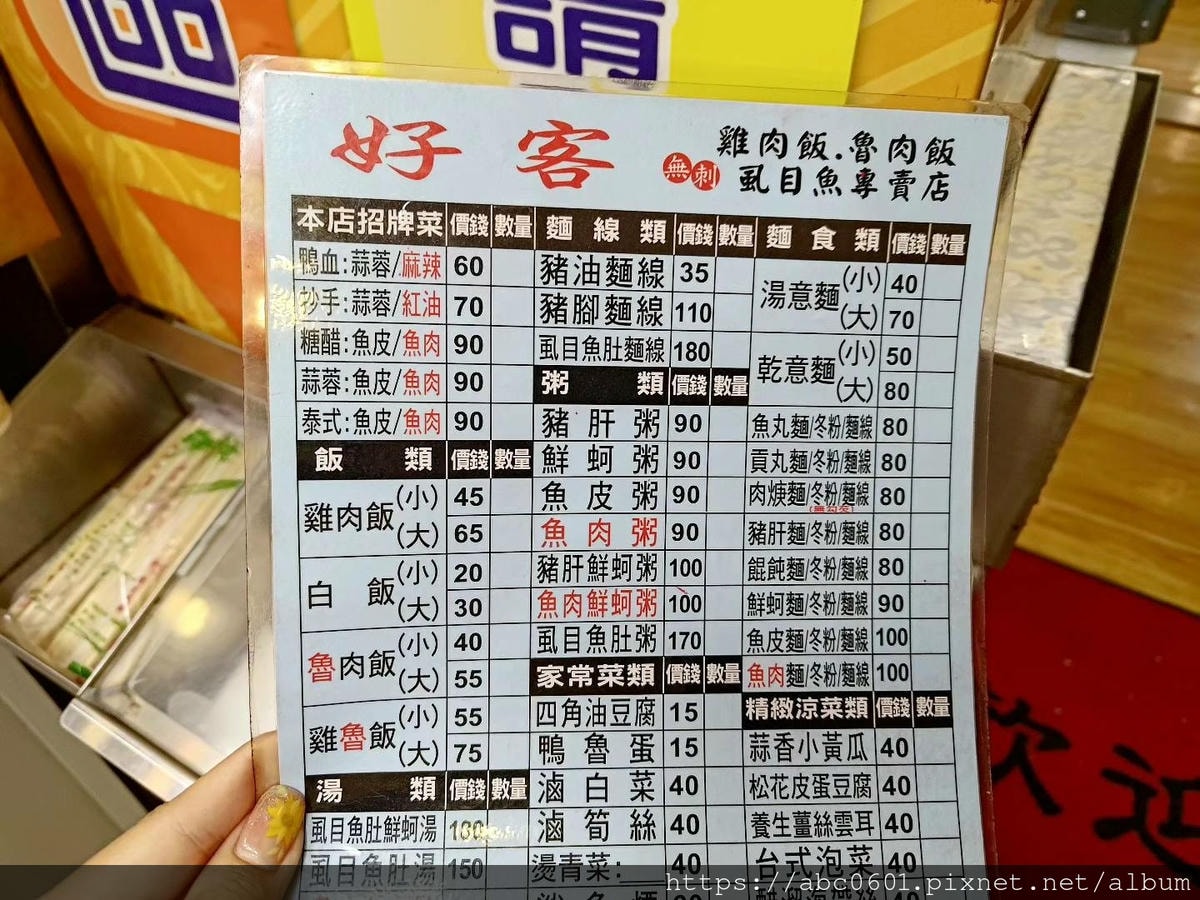 好客
無刺
雞肉飯.魯肉飯
虱目魚專賣店
本店招牌菜 價錢 數量
鴨血:蒜蓉/麻辣 60
抄手:蒜蓉/紅油 70
糖醋:魚皮/魚肉 90
蒜蓉:魚皮/魚肉 90
泰式:魚皮/魚肉 90
飯類 價錢 數量
雞肉飯(小) 45
(大) 65
白飯(小) 20
(大) 30
魯肉飯(小) 40
(大) 55
雞魯飯(小) 55
(大) 75
湯類 價錢 數量
虱目魚肚鮮蚵湯 180
虱目魚肚湯 150
麵線類 價錢 數量
豬油麵線 35
豬腳麵線 110
虱目魚肚麵線 180
粥類 價錢 數量
豬肝粥 90
鮮蚵粥 90
魚皮粥 90
魚肉粥 90
豬肝鮮蚵粥 100
魚肉鮮蚵粥 100
虱目魚肚粥 170
家常菜類 價錢 數量
四角油豆腐 15
鴨魯蛋 15
滷白菜 40
滷筍絲 40
燙青菜: 40
麵食類 價錢 數量
湯意麵(小) 40
(大) 70
乾意麵(小) 50
(大) 80
魚丸麵/冬粉/麵線 80
貢丸麵/冬粉/麵線 80
肉焿麵/冬粉/麵線 80
豬肝麵/冬粉/麵線 80
餛飩麵/冬粉/麵線 80
鮮蚵麵/冬粉/麵線 90
魚皮麵/冬粉/麵線 100
魚肉麵/冬粉/麵線 100
精緻涼菜類 價錢 數量
蒜香小黃瓜 40
松花皮蛋豆腐 40
養生薑絲雲耳 40
台式泡菜 40
歡迎
https://abc0601.pixnet.net/album